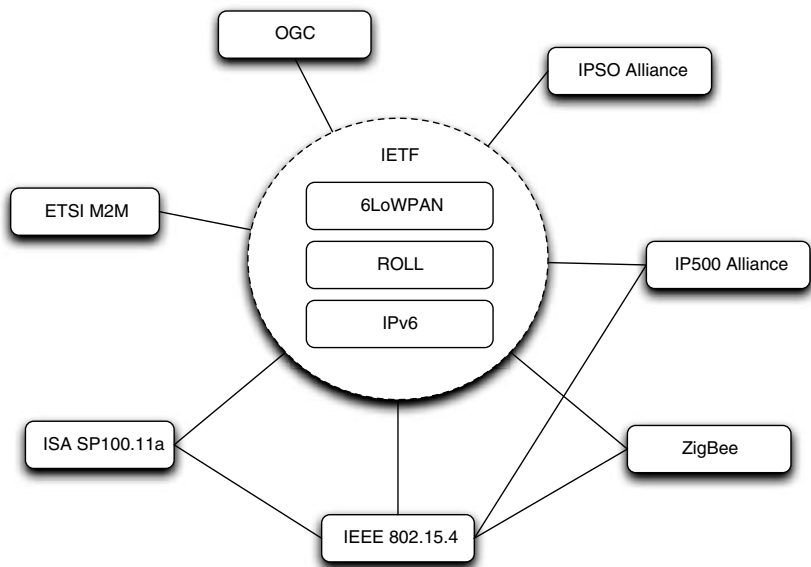 OGC
IPSO Alliance
IETF
6LoWPAN
ETSI M2M
ROLL
IP500 Alliance
IPv6
ISA SP100.11a
ZigBee
IEEE 802.15.4